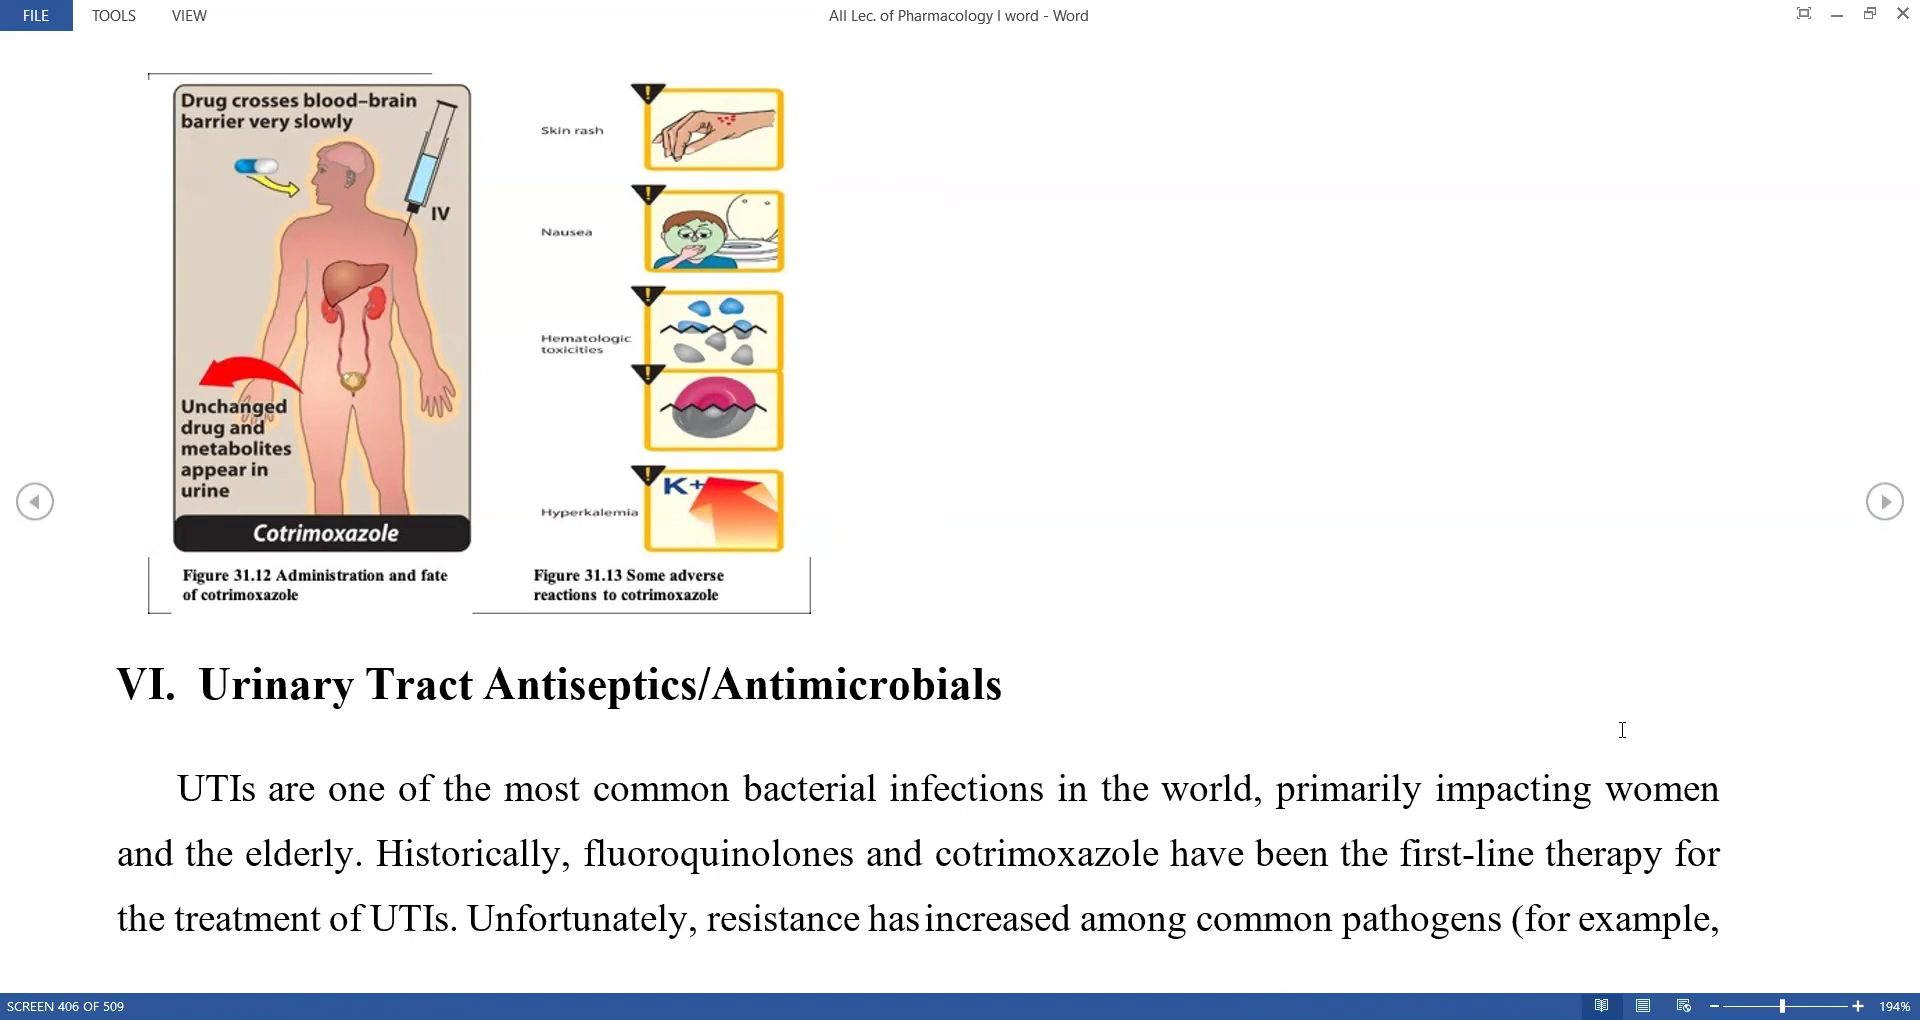 FILE TOOLS VIEW All Lec. of Pharmacology I word - Word
Drug crosses blood–brain
barrier very slowly
IV
Unchanged
drug and
metabolites
appear in
urine
Cotrimoxazole
Figure 31.12 Administration and fate
of cotrimoxazole
!
Skin rash
!
Nausea
!
Hematologic
toxicities
!
!
K+
Hyperkalemia
Figure 31.13 Some adverse
reactions to cotrimoxazole
VI. Urinary Tract Antiseptics/Antimicrobials
UTIs are one of the most common bacterial infections in the world, primarily impacting women
and the elderly. Historically, fluoroquinolones and cotrimoxazole have been the first-line therapy for
the treatment of UTIs. Unfortunately, resistance has increased among common pathogens (for example,
SCREEN 406 OF 509 194%